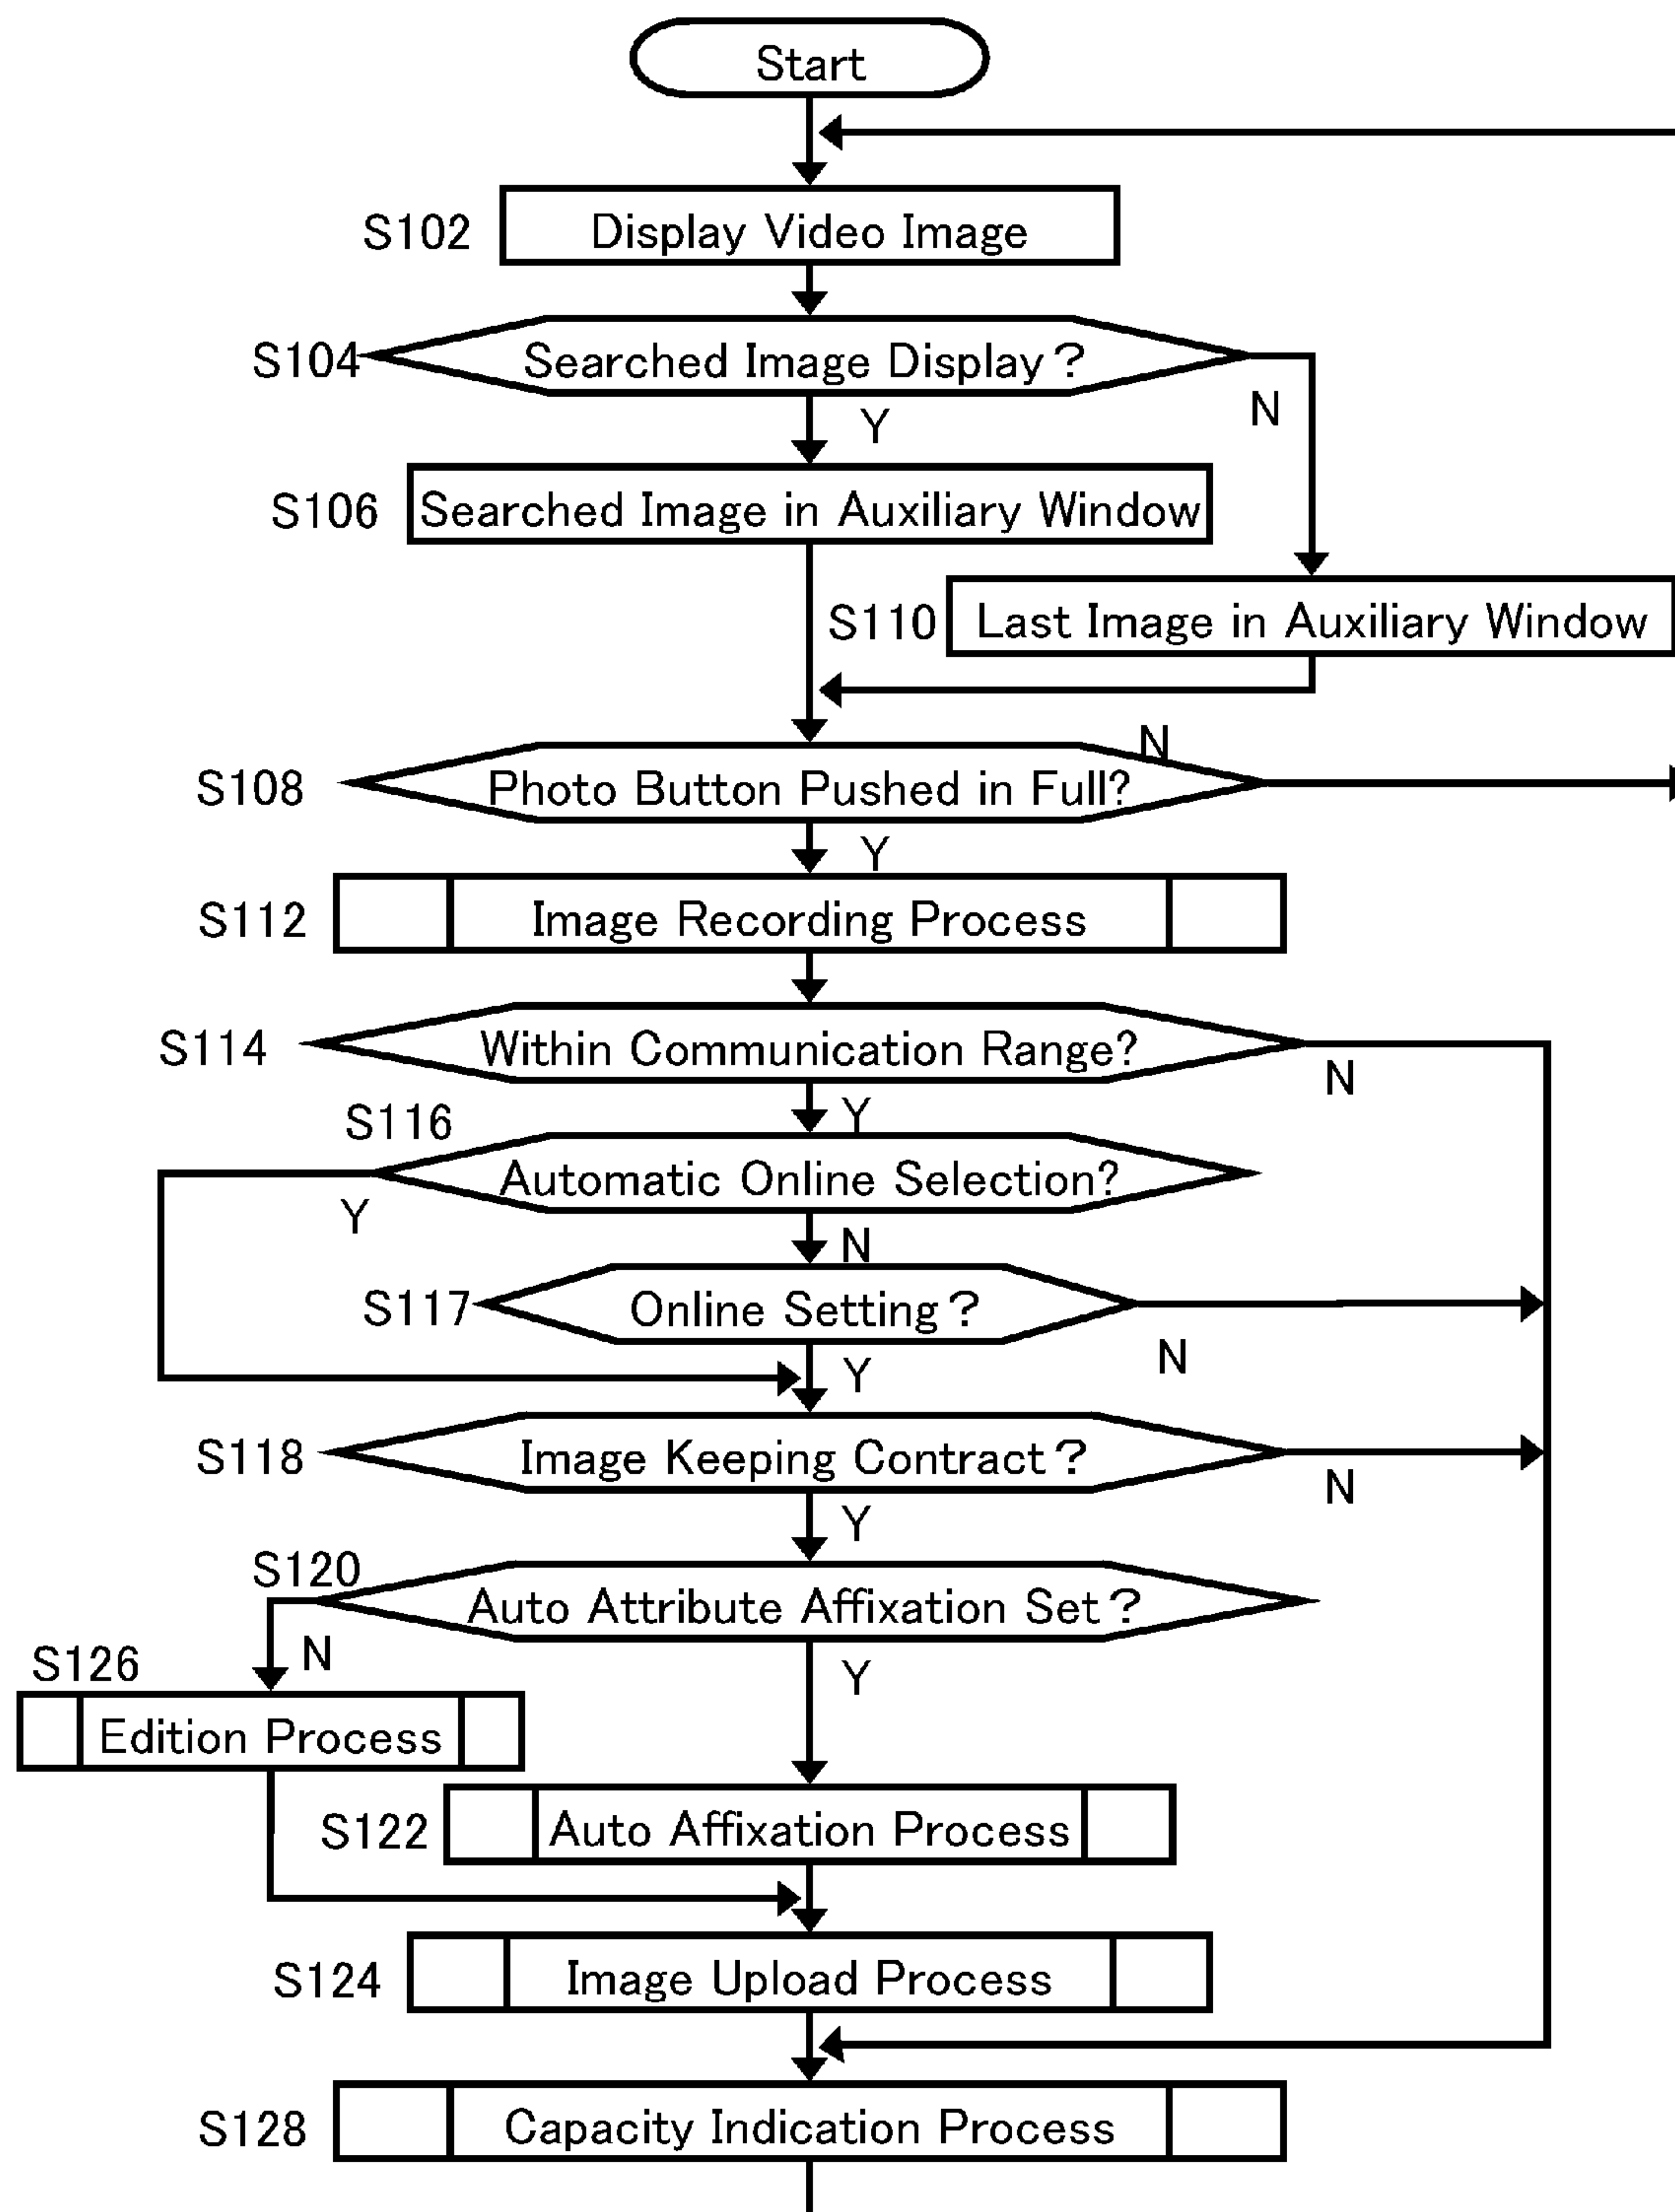 Start
S102
Display Video Image
S104
Searched Image Display?
N
Y
S106
Searched Image in Auxiliary Window
S110
Last Image in Auxiliary Window
N
S108
Photo Button Pushed in Full?
Y
S112
Image Recording Process
S114
Within Communication Range?
N
Y
S116
Automatic Online Selection?
Y
N
S117
Online Setting?
N
Y
S118
Image Keeping Contract?
N
Y
S120
Auto Attribute Affixation Set?
N
Y
S126
Edition Process
S122
Auto Affixation Process
S124
Image Upload Process
S128
Capacity Indication Process